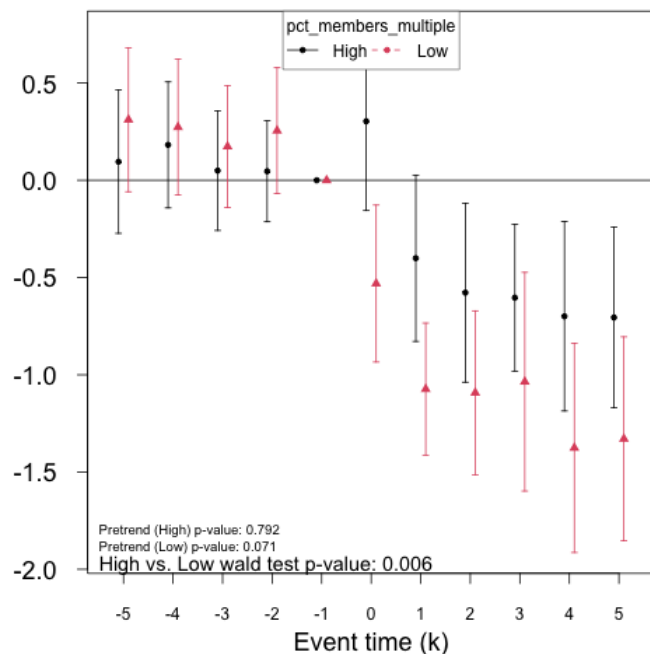 pct_members_multiple
High Low
0.5
0.0
-0.5
-1.0
-1.5
-2.0
Pretrend (High) p-value: 0.792
Pretrend (Low) p-value: 0.071
High vs. Low wald test p-value: 0.006
-5 -4 -3 -2 -1 0 1 2 3 4 5
Event time (k)